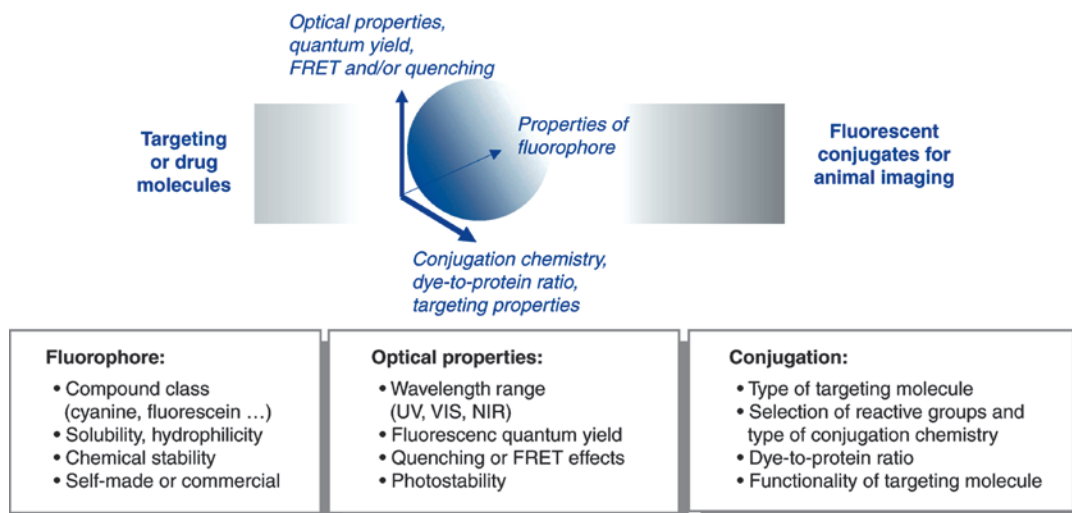 Optical properties,
quantum yield,
FRET and/or quenching
Targeting
or drug
molecules
Properties of
fluorophore
Fluorescent
conjugates for
animal imaging
Conjugation chemistry,
dye-to-protein ratio,
targeting properties
Fluorophore:
• Compound class
(cyanine, fluorescein ...)
• Solubility, hydrophilicity
• Chemical stability
• Self-made or commercial
Optical properties:
• Wavelength range
(UV, VIS, NIR)
• Fluorescenc quantum yield
• Quenching or FRET effects
• Photostability
Conjugation:
• Type of targeting molecule
• Selection of reactive groups and
type of conjugation chemistry
• Dye-to-protein ratio
• Functionality of targeting molecule